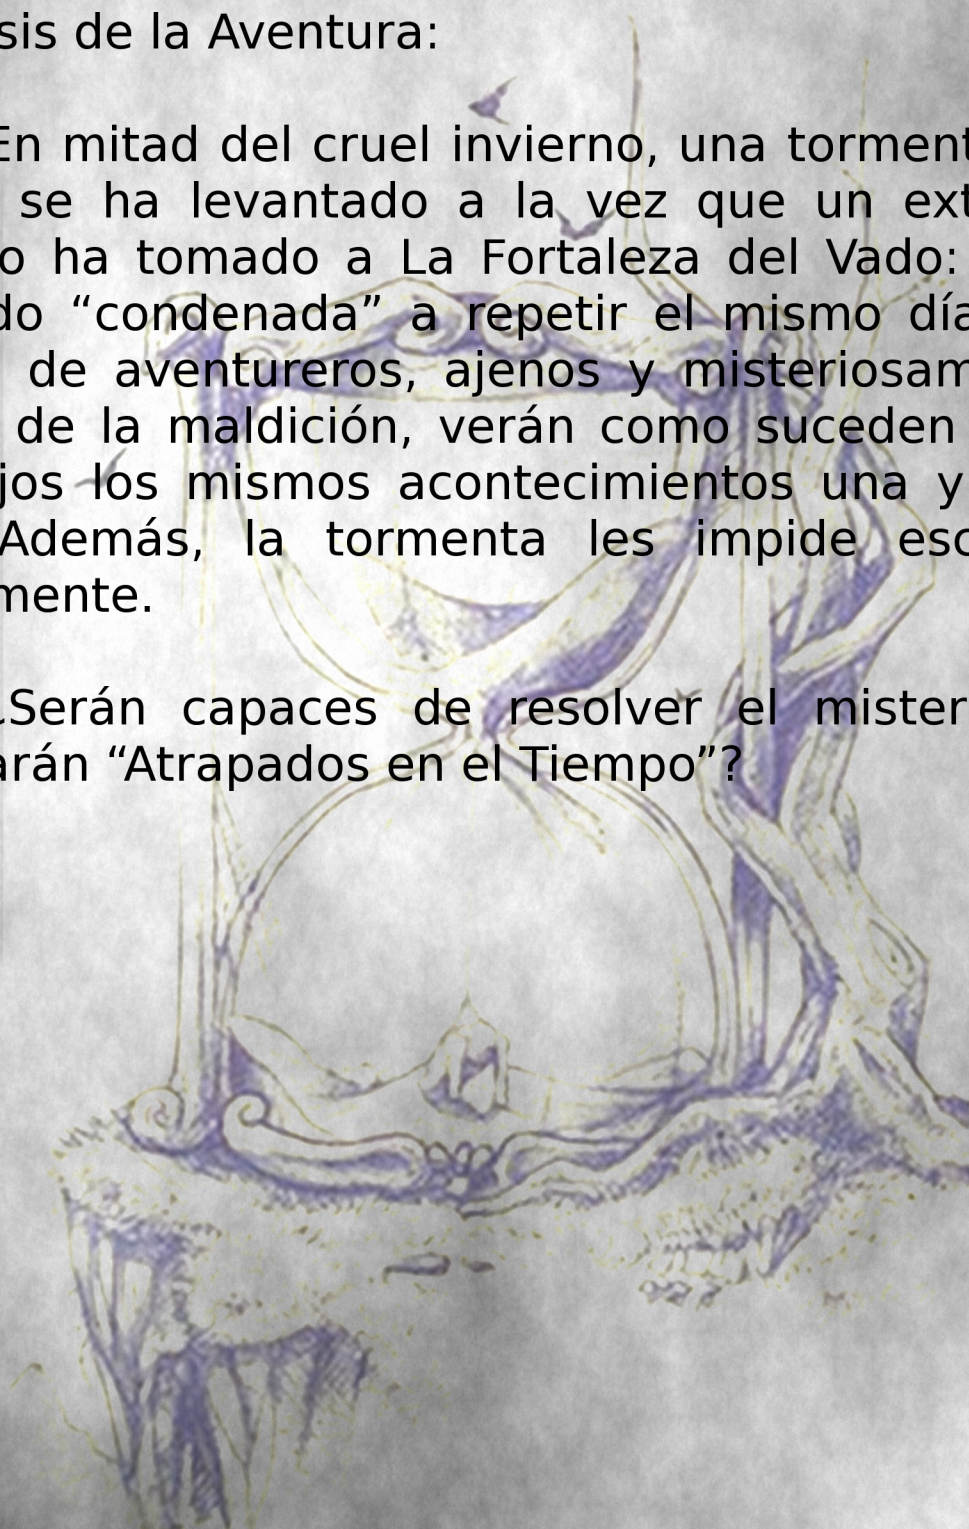 sis de la Aventura:
En mitad del cruel invierno, una torment
se ha levantado a la vez que un ext
o ha tomado a La Fortaleza del Vado:
do “condenada” a repetir el mismo día
de aventureros, ajenos y misteriosam
de la maldición, verán como suceden
jos los mismos acontecimientos una y
Además, la tormenta les impide esc
mente.
¿Serán capaces de resolver el mister
arán “Atrapados en el Tiempo”?